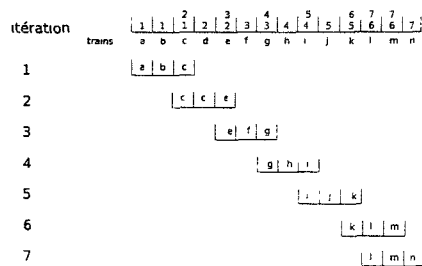 2 3 4 5 6 7 7
itération 1 1 1 2 2 3 3 4 4 5 5 6 6 7
trains a b c d e f g h i j k l m n
1 a b c
2 c c e
3 e f g
4 g h i
5 i j k
6 k l m
7 l m n